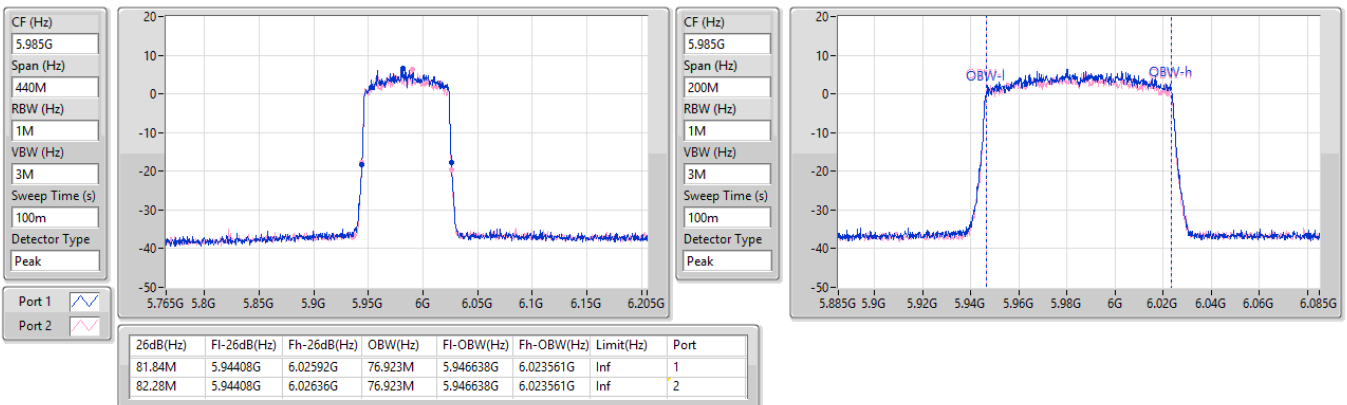 CF (Hz)
5.985G
Span (Hz)
440M
RBW (Hz)
1M
VBW (Hz)
3M
Sweep Time (s)
100m
Detector Type
Peak
Port 1
Port 2
20
10
0
-10
-20
-30
-40
-50
5.765G 5.8G 5.85G 5.9G 5.95G 6G 6.05G 6.1G 6.15G 6.205G
CF (Hz)
5.985G
Span (Hz)
200M
RBW (Hz)
1M
VBW (Hz)
3M
Sweep Time (s)
100m
Detector Type
Peak
20
10
0
-10
-20
-30
-40
-50
OBW-l OBW-h
5.885G 5.9G 5.92G 5.94G 5.96G 5.98G 6G 6.02G 6.04G 6.06G 6.085G
26dB(Hz) Fl-26dB(Hz) Fh-26dB(Hz) OBW(Hz) Fl-OBW(Hz) Fh-OBW(Hz) Limit(Hz) Port
81.84M 5.94408G 6.02592G 76.923M 5.946638G 6.023561G Inf 1
82.28M 5.94408G 6.02636G 76.923M 5.946638G 6.023561G Inf 2